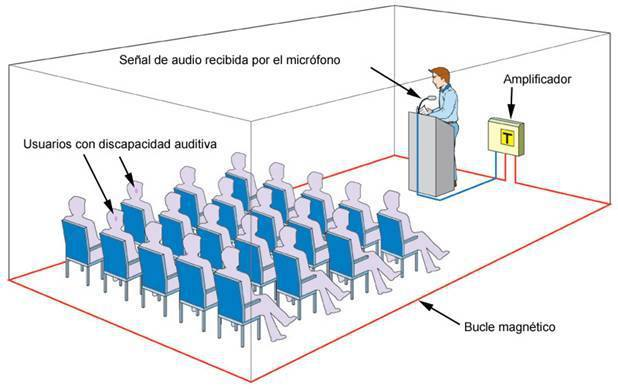 Señal de audio recibida por el micrófono
Amplificador
T
Usuarios con discapacidad auditiva
Bucle magnético